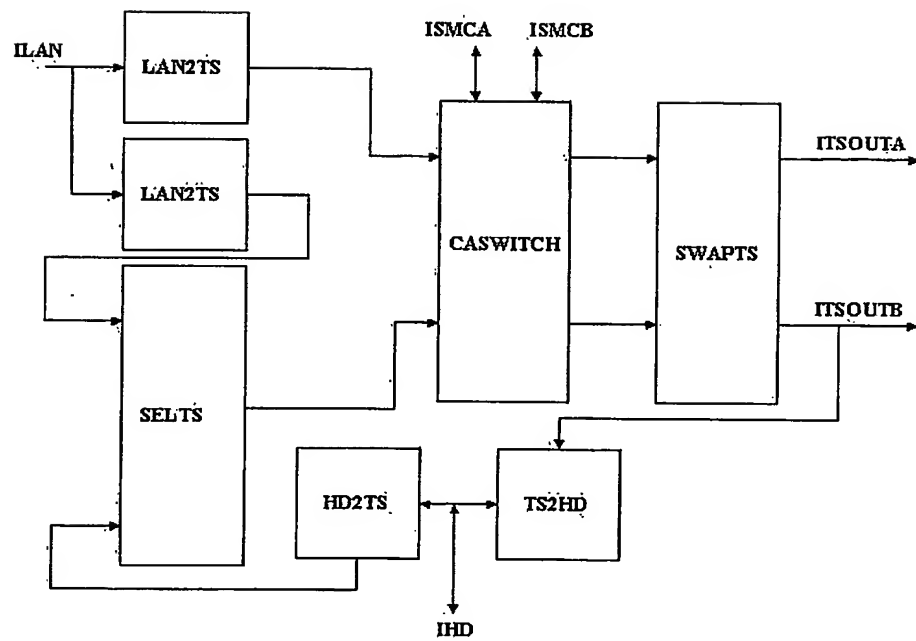 ISMCA
ISMCB
ILAN
LAN2TS
LAN2TS
ITSOUTA
CASWITCH
SWAPTS
ITSOUTB
SELTS
HD2TS
TS2HD
IHD